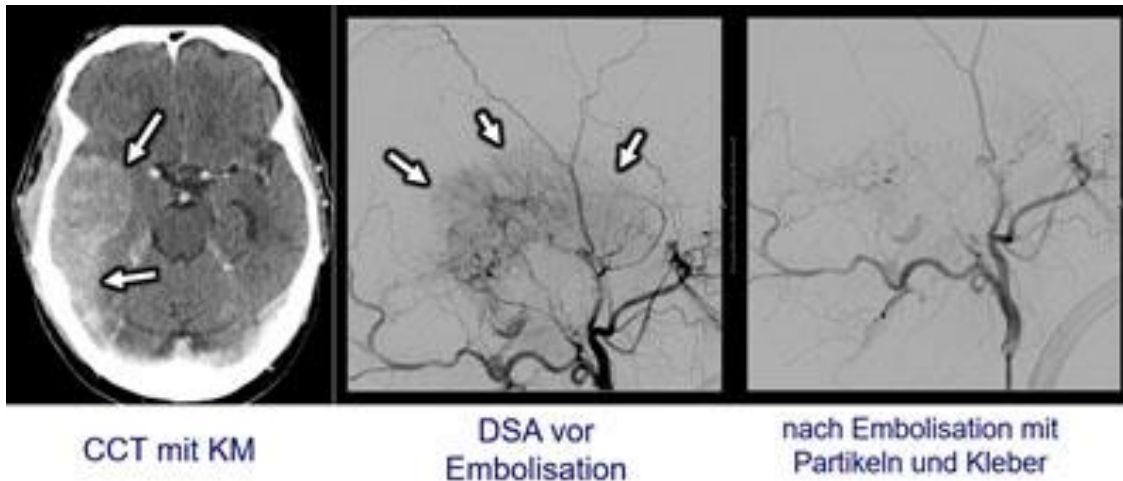 CCT mit KM
DSA vor
Embolisation
nach Embolisation mit
Partikeln und Kleber